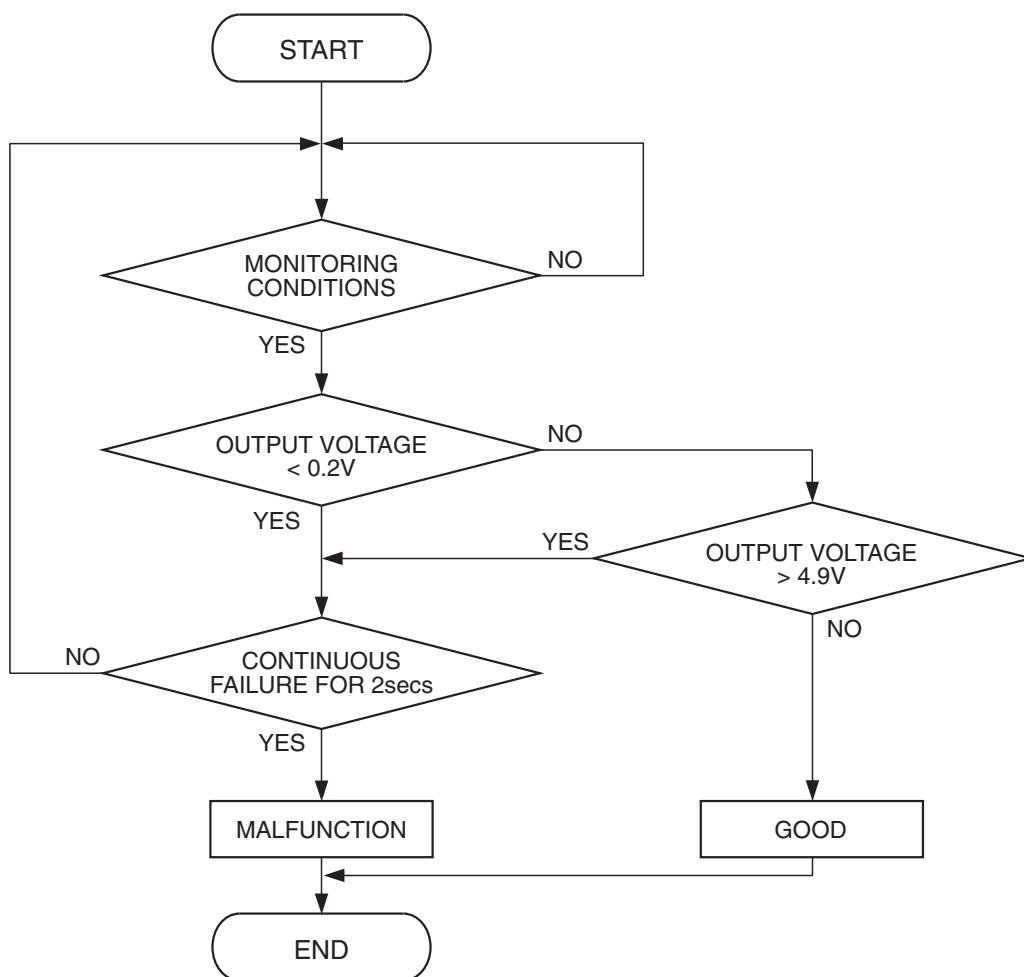 START
MONITORING
CONDITIONS
NO
YES
OUTPUT VOLTAGE
< 0.2V
NO
YES
YES
OUTPUT VOLTAGE
> 4.9V
NO
NO
CONTINUOUS
FAILURE FOR 2secs
YES
MALFUNCTION
GOOD
END